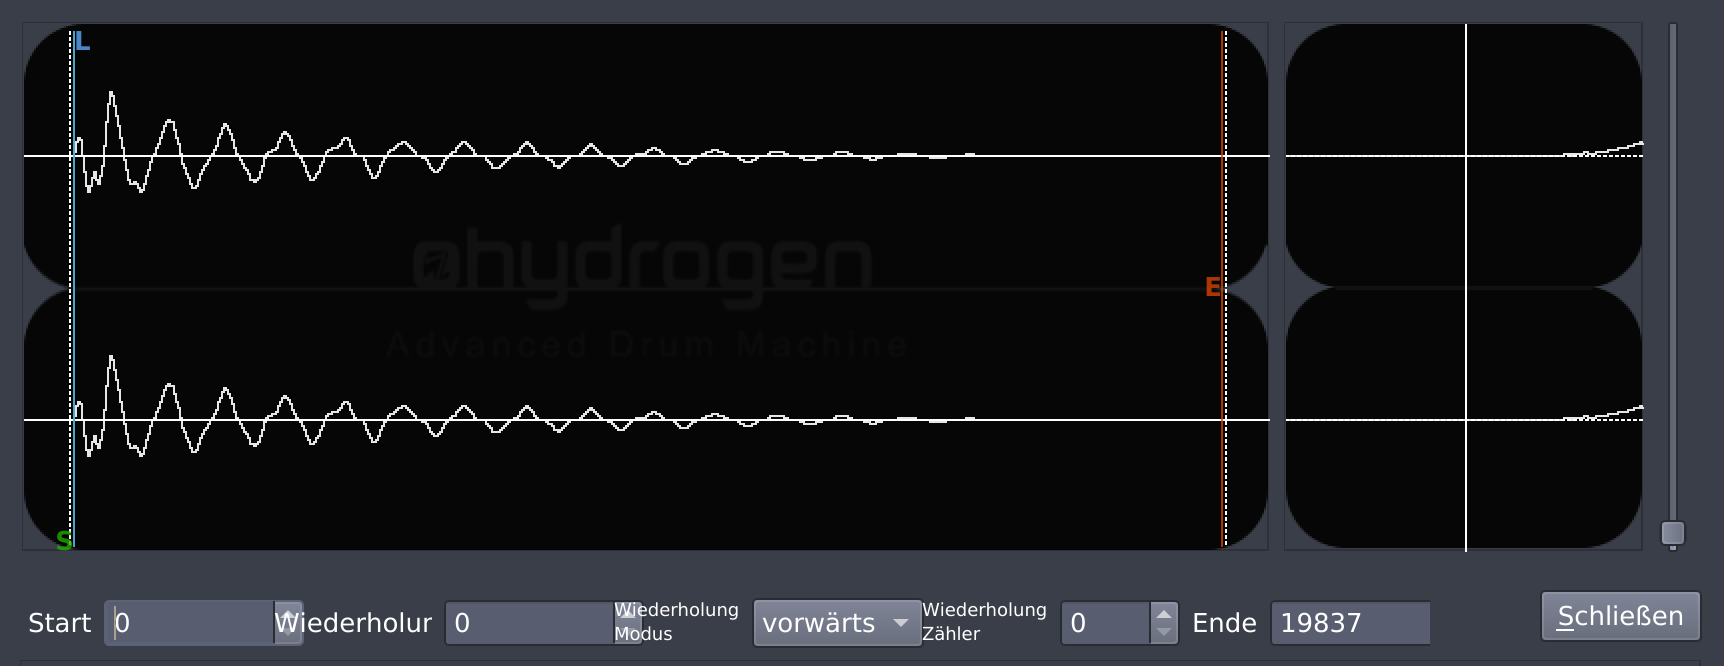 L
hydrogen
E
Advanced Drum Machine
S
Start 0 Wiederholur 0 Wiederholung Modus vorwärts Wiederholung Zähler 0 Ende 19837 Schließen